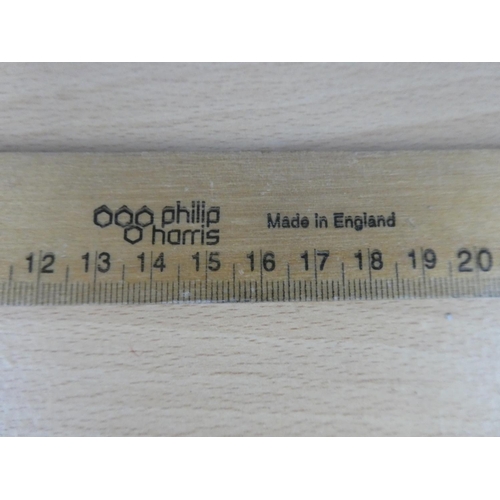 philip
harris
Made in England
12 13 14 15 16 17 18 19 20